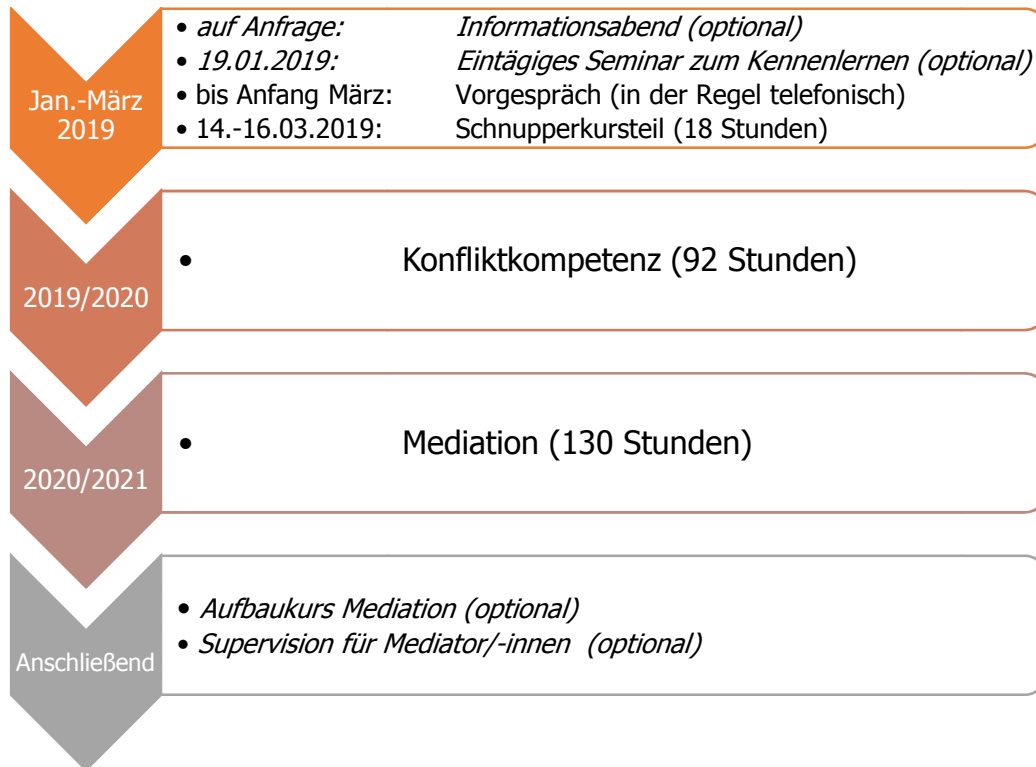 Jan.-März
2019
• auf Anfrage: Informationsabend (optional)
• 19.01.2019: Eintägiges Seminar zum Kennenlernen (optional)
• bis Anfang März: Vorgespräch (in der Regel telefonisch)
• 14.-16.03.2019: Schnupperkursteil (18 Stunden)
2019/2020
• Konfliktkompetenz (92 Stunden)
2020/2021
• Mediation (130 Stunden)
Anschließend
• Aufbaukurs Mediation (optional)
• Supervision für Mediator/-innen (optional)